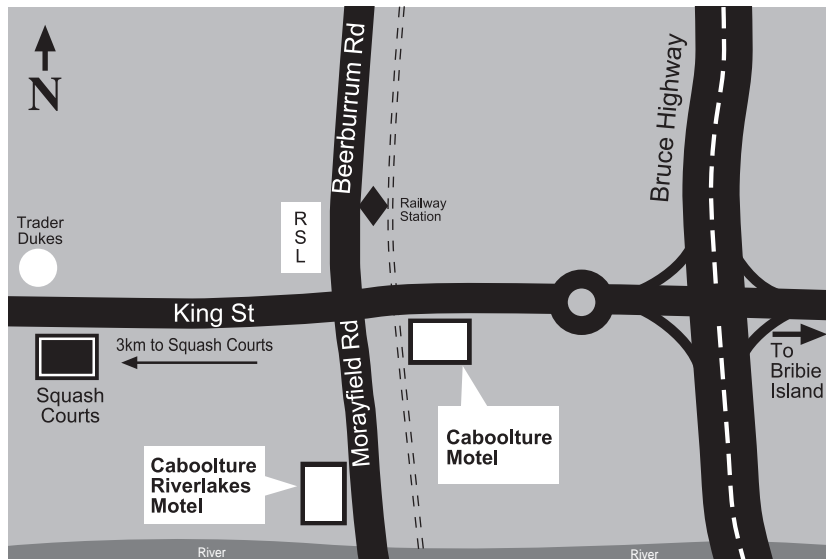 N
Beerburrum Rd
Bruce Highway
Railway
Station
RSL
Trader
Dukes
King St
3km to Squash Courts
Squash
Courts
Morayfield Rd
To
Bribie
Island
Caboolture
Motel
Caboolture
Riverlakes
Motel
River
River